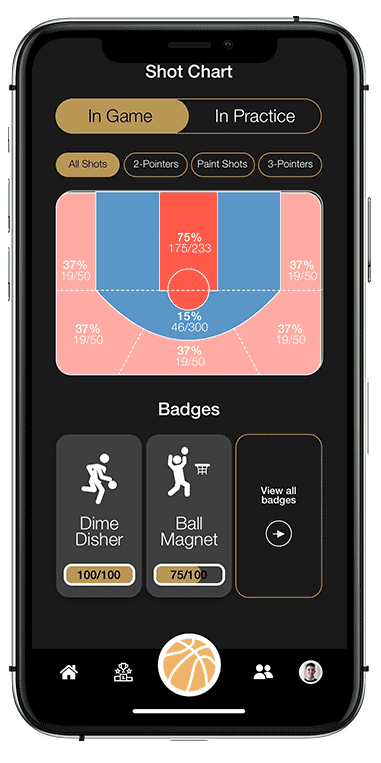 Shot Chart
In Game
In Practice
All Shots
2-Pointers
Paint Shots
3-Pointers
75%
175/233
37%
19/50
37%
19/50
15%
46/300
37%
19/50
37%
19/50
37%
19/50
Badges
Dime
Disher
100/100
Ball
Magnet
75/100
View all
badges